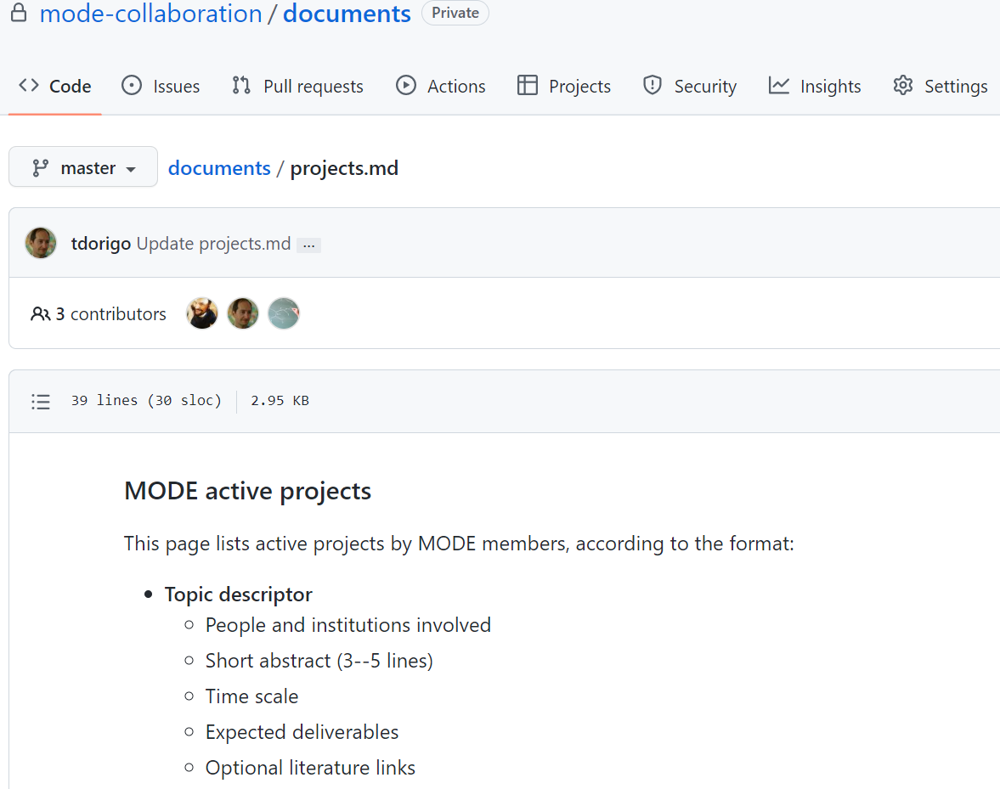 mode-collaboration / documents Private
Code Issues Pull requests Actions Projects Security Insights Settings
master documents / projects.md
tdorigo Update projects.md ...
3 contributors
39 lines (30 sloc) 2.95 KB
MODE active projects
This page lists active projects by MODE members, according to the format:
• Topic descriptor
◦ People and institutions involved
◦ Short abstract (3--5 lines)
◦ Time scale
◦ Expected deliverables
◦ Optional literature links